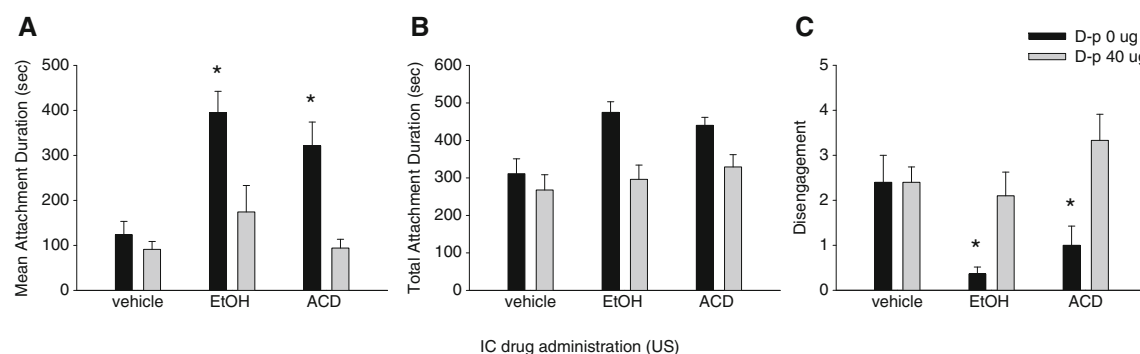 A
B
C
D-p 0 ug
D-p 40 ug
Mean Attachment Duration (sec)
500
400
300
200
100
0
*
*
vehicle
EtOH
ACD
Total Attachment Duration (sec)
600
500
400
300
200
100
0
vehicle
EtOH
ACD
Disengagement
5
4
3
2
1
0
*
*
vehicle
EtOH
ACD
IC drug administration (US)